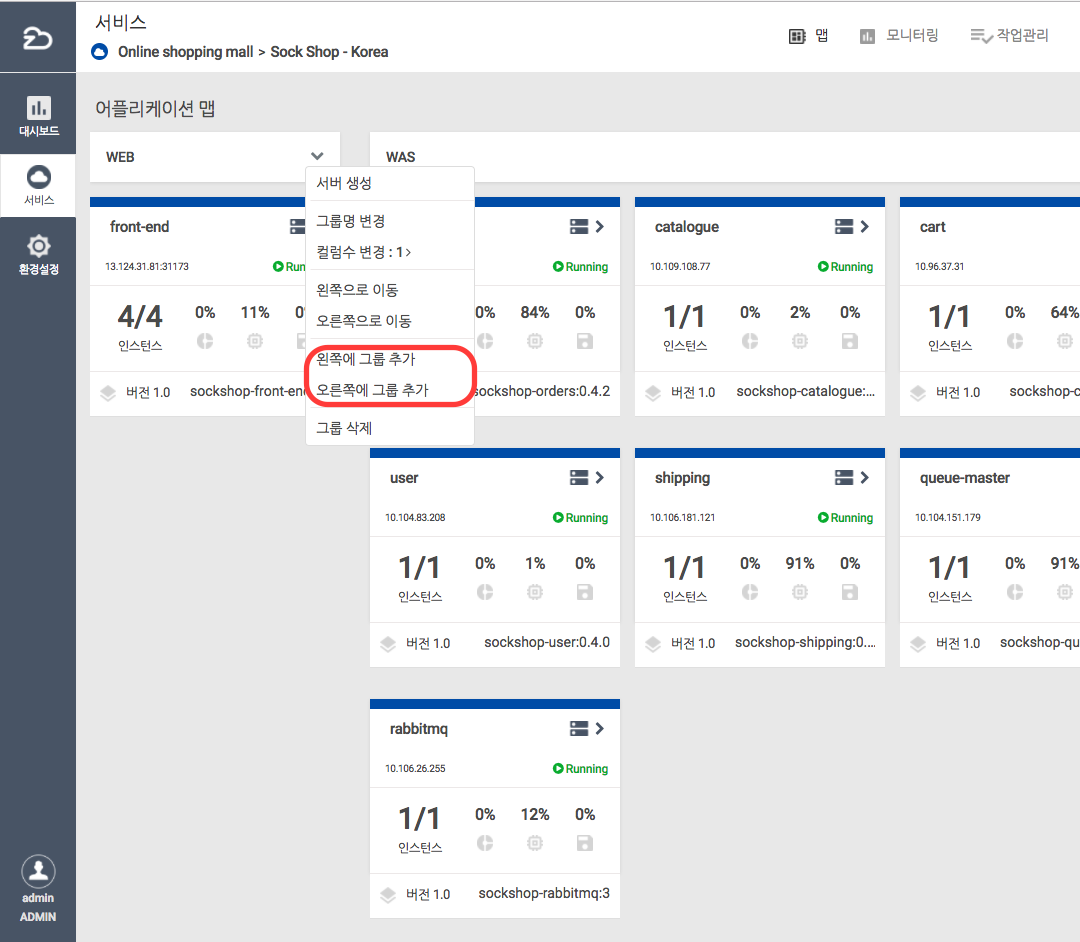 서비스
Online shopping mall > Sock Shop - Korea
맵
모니터링
작업관리
대시보드
서비스
환경설정
admin
ADMIN
어플리케이션 맵
WEB
WAS
서버 생성
그룹명 변경
컬럼수 변경 : 1 >
왼쪽으로 이동
오른쪽으로 이동
왼쪽에 그룹 추가
오른쪽에 그룹 추가
그룹 삭제
front-end
13.124.31.81:31173
Run
4/4 0% 11%
인스턴스
버전 1.0 sockshop-front-en
Running
0% 84% 0%
sockshop-orders:0.4.2
catalogue
10.109.108.77 Running
1/1 0% 2% 0%
인스턴스
버전 1.0 sockshop-catalogue:...
cart
10.96.37.31
1/1 0% 64%
인스턴스
버전 1.0 sockshop-c
user
10.104.83.208 Running
1/1 0% 1% 0%
인스턴스
버전 1.0 sockshop-user:0.4.0
shipping
10.106.181.121 Running
1/1 0% 91% 0%
인스턴스
버전 1.0 sockshop-shipping:0....
queue-master
10.104.151.179
1/1 0% 91%
인스턴스
버전 1.0 sockshop-qu
rabbitmq
10.106.26.255 Running
1/1 0% 12% 0%
인스턴스
버전 1.0 sockshop-rabbitmq:3